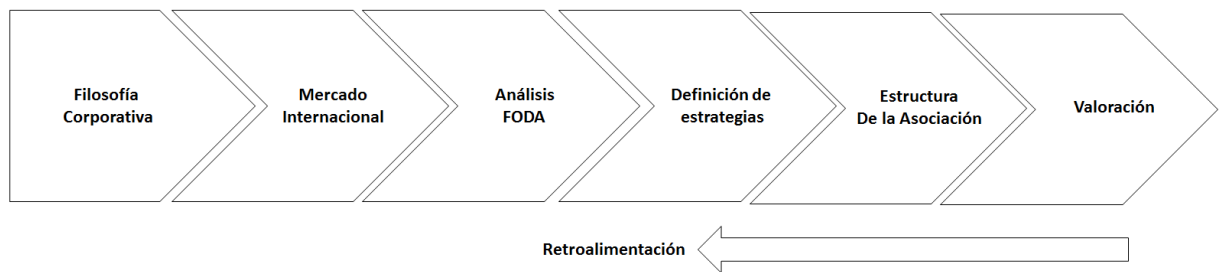 Filosofía
Corporativa
Mercado
Internacional
Análisis
FODA
Definición de
estrategias
Estructura
De la Asociación
Valoración
Retroalimentación